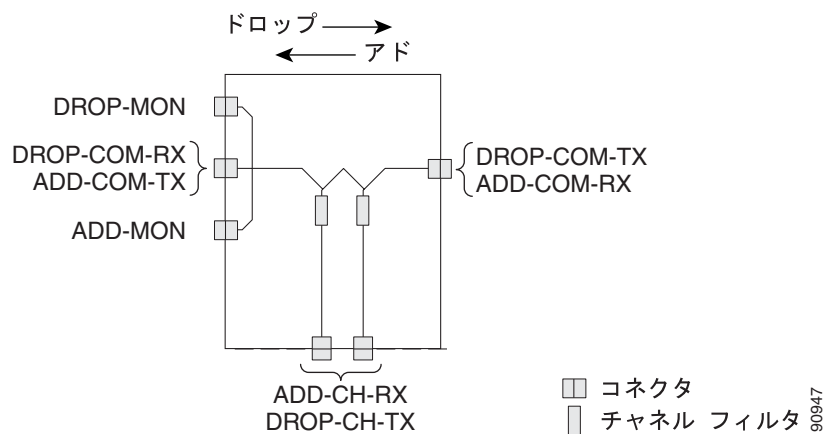 ドロップ
アド
DROP-MON
DROP-COM-RX
ADD-COM-TX
ADD-MON
DROP-COM-TX
ADD-COM-RX
ADD-CH-RX
DROP-CH-TX
コネクタ
チャネル フィルタ
90947